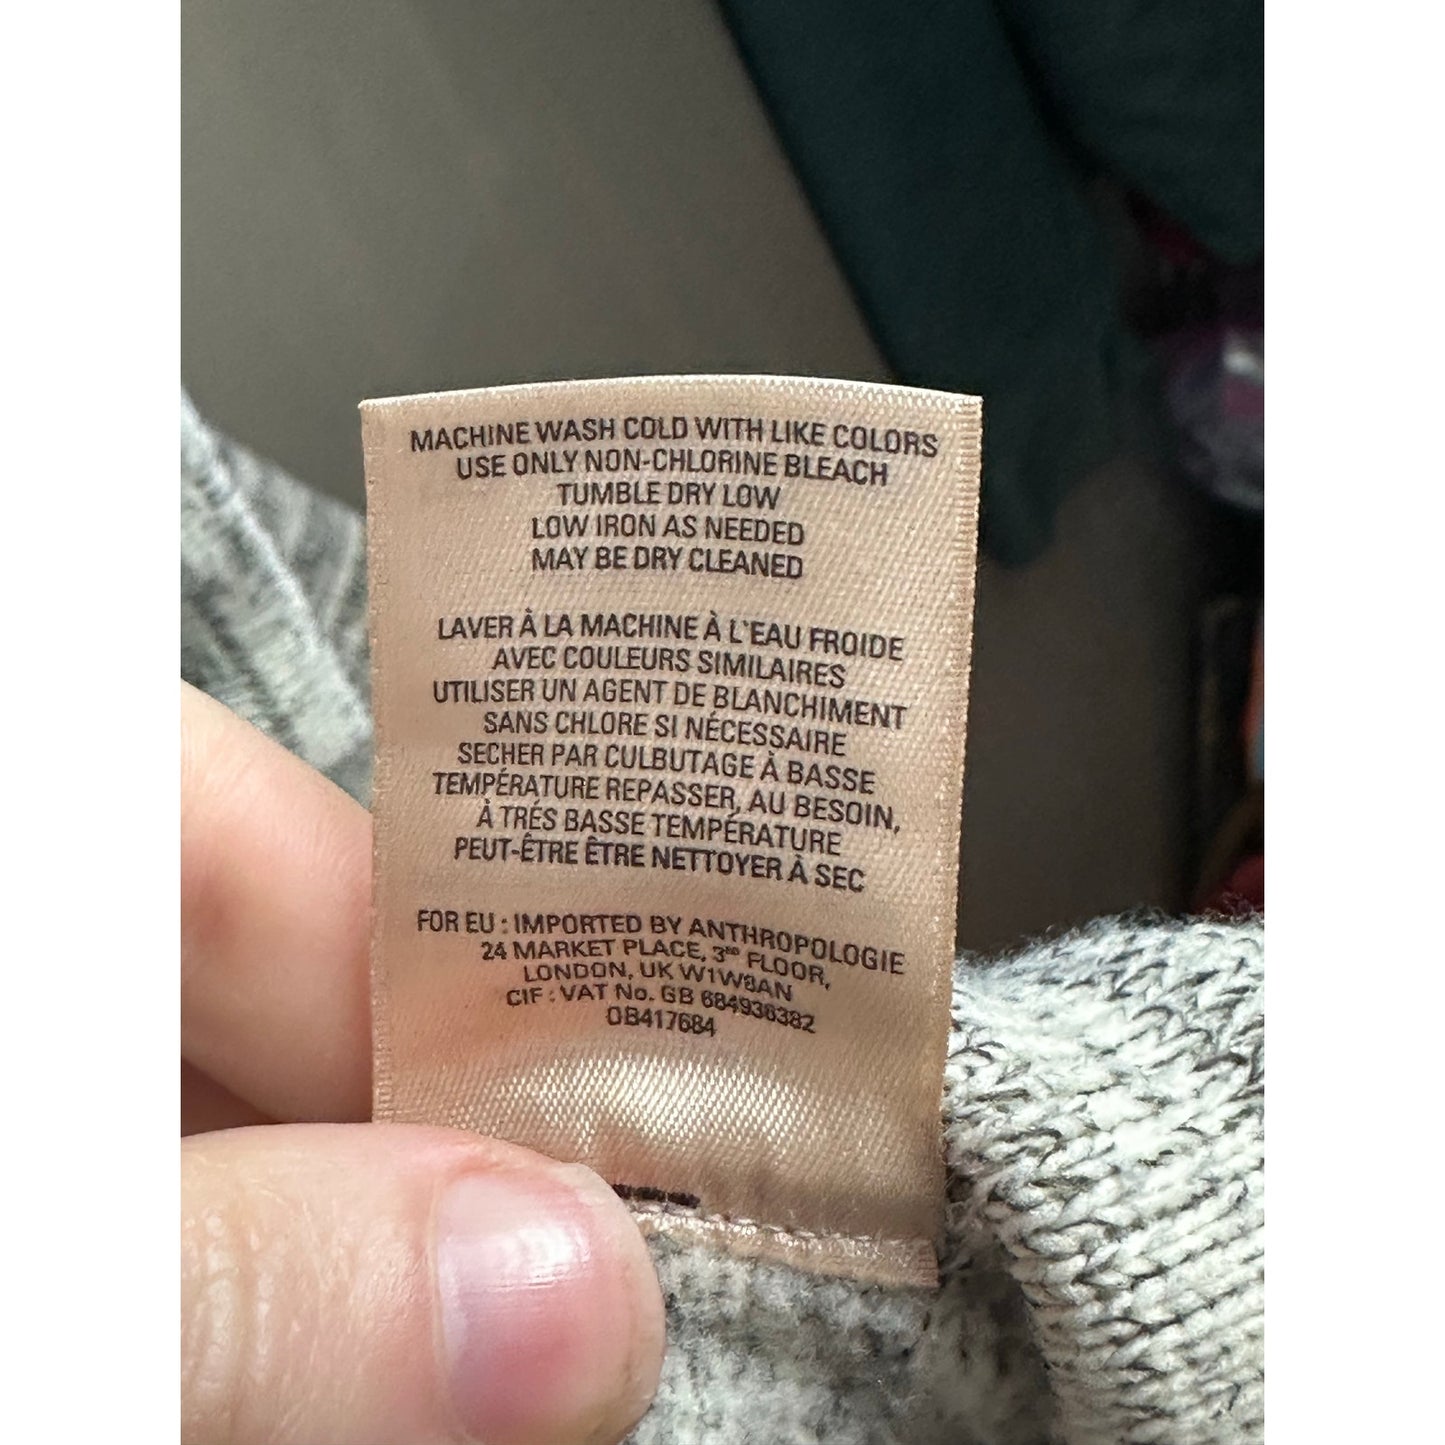 MACHINE WASH COLD WITH LIKE COLORS
USE ONLY NON-CHLORINE BLEACH
TUMBLE DRY LOW
LOW IRON AS NEEDED
MAY BE DRY CLEANED
LAVER À LA MACHINE À L'EAU FROIDE
AVEC COULEURS SIMILAIRES
UTILISER UN AGENT DE BLANCHIMENT
SANS CHLORE SI NÉCESSAIRE
SECHER PAR CULBUTAGE À BASSE
TEMPÉRATURE REPASSER, AU BESOIN,
À TRÉS BASSE TEMPÉRATURE
PEUT-ÊTRE ÊTRE NETTOYER À SEC
FOR EU : IMPORTED BY ANTHROPOLOGIE
24 MARKET PLACE, 3RD FLOOR,
LONDON, UK W1W8AN
CIF : VAT No. GB 684936382
OB417684